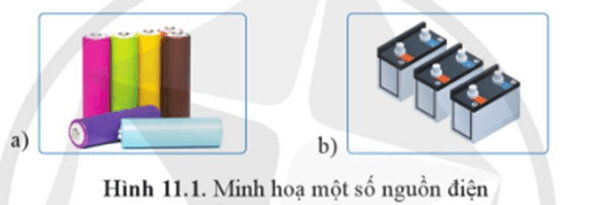 a)
b)
Hình 11.1. Minh hoạ một số nguồn điện